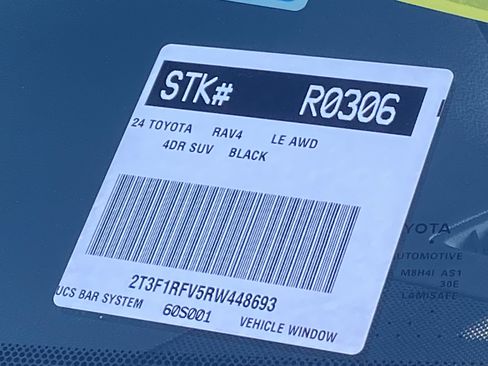 STK# R0306
24 TOYOTA RAV4 LE AWD
4DR SUV BLACK
2T3F1RFV5RW448693
UCS BAR SYSTEM 60S001 VEHICLE WINDOW
YOTA
AUTOMOTIVE
M8H4I AS1
30E
LAMISAFE